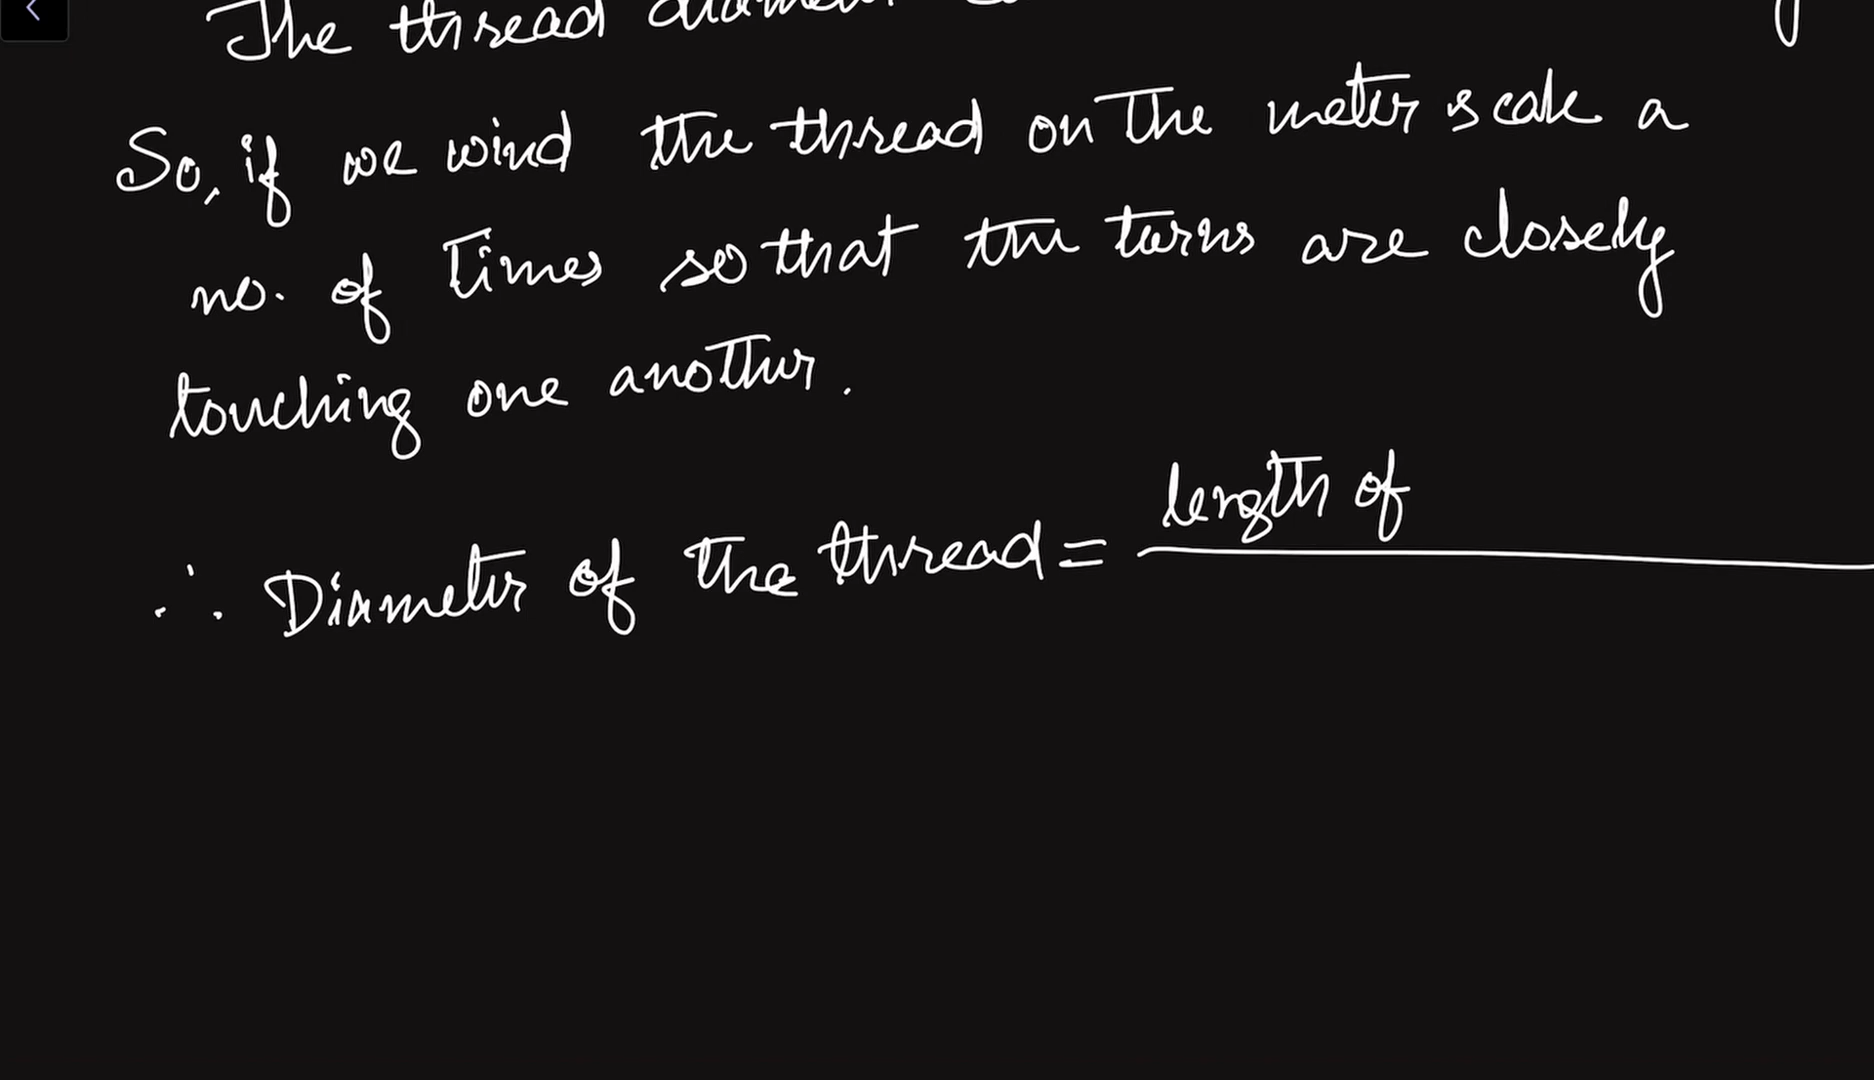 The thread diameter
So, if we wind the thread on the meter scale a
no. of times so that the turns are closely
touching one another.
length of
∴ Diameter of the thread =